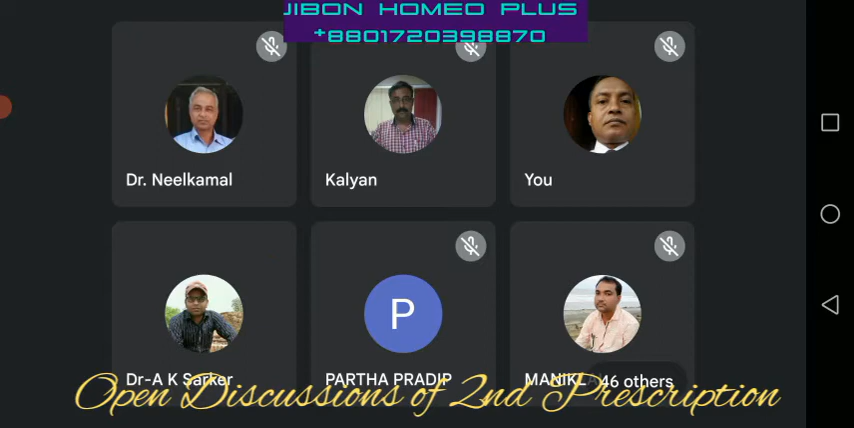 JIBON HOMEO PLUS
+8801720398870
Dr. Neelkamal
Kalyan
You
P
Dr-A K Sarker
PARTHA PRADIP
46 others
Open Discussions of 2nd Prescription